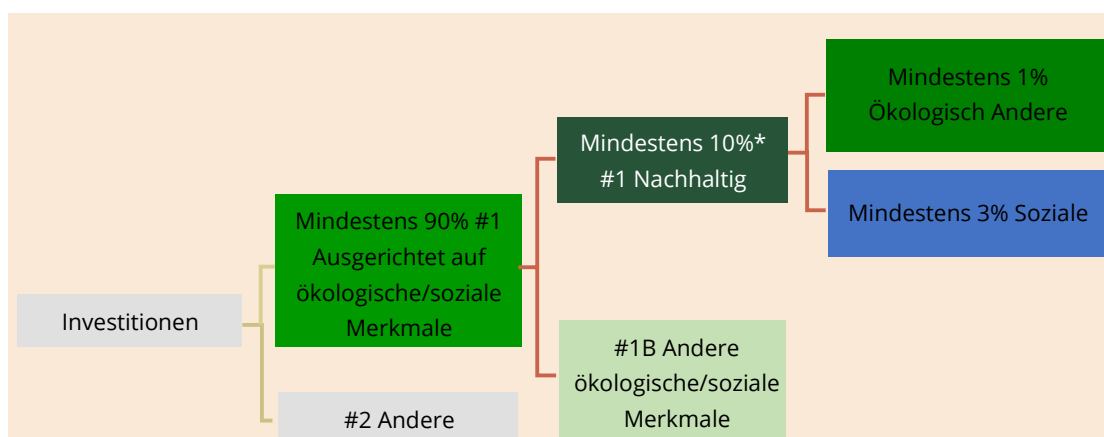 Investitionen
Mindestens 90% #1
Ausgerichtet auf
ökologische/soziale
Merkmale
#2 Andere
Mindestens 10%*
#1 Nachhaltig
#1B Andere
ökologische/soziale
Merkmale
Mindestens 1%
Ökologisch Andere
Mindestens 3% Soziale